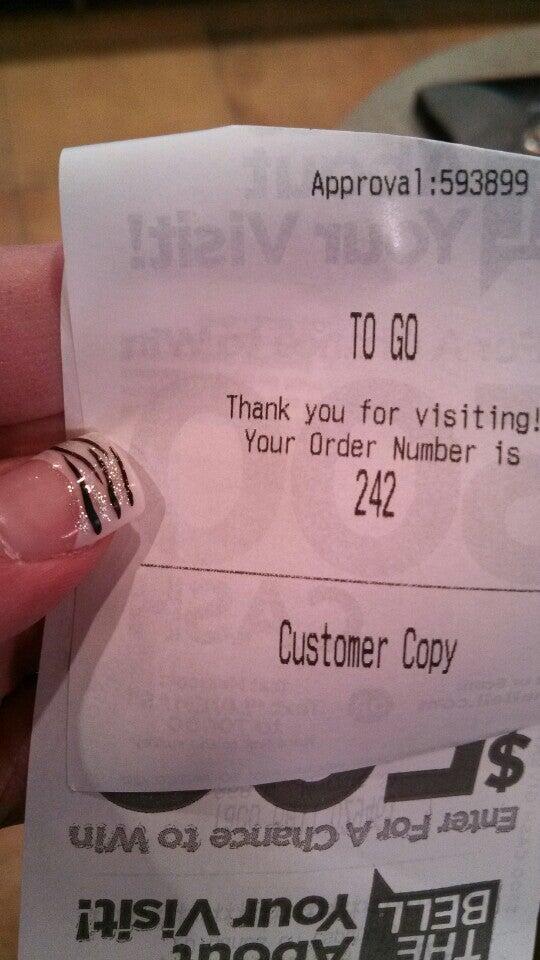 Approval:593899
TO GO
Thank you for visiting!
Your Order Number is
242
Customer Copy
$500
Enter For A Chance to Win
THE BELL
About
Your Visit!